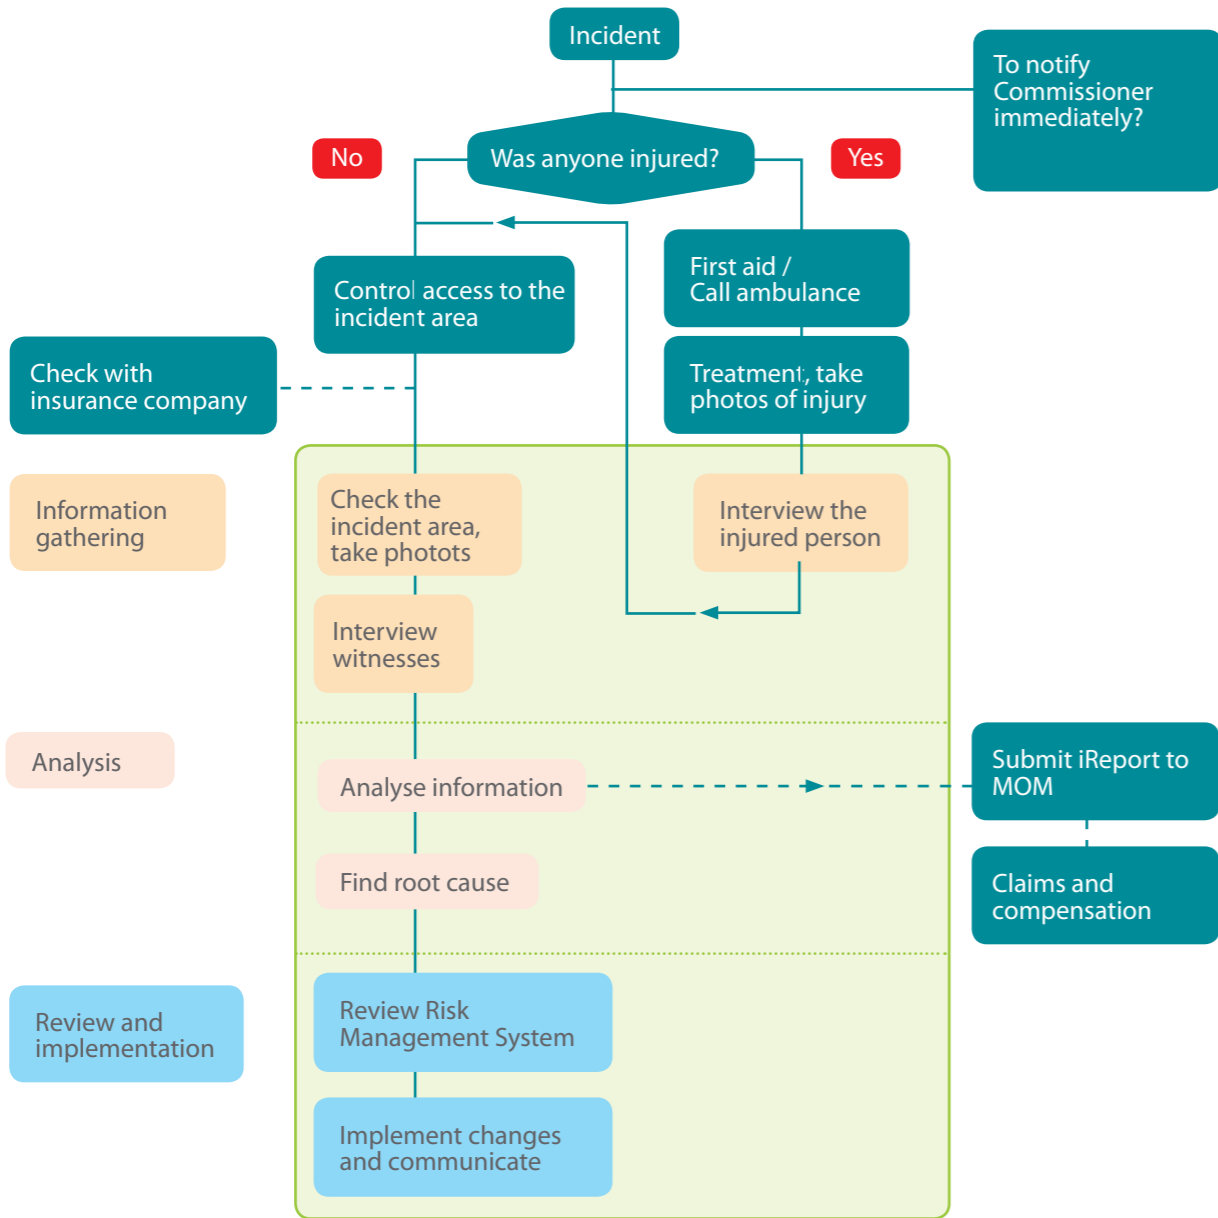 Incident
To notify
Commissioner
immediately?
No
Was anyone injured?
Yes
Control access to the
incident area
First aid /
Call ambulance
Check with
insurance company
Treatment, take
photos of injury
Information
gathering
Check the
incident area,
take photots
Interview the
injured person
Interview
witnesses
Analysis
Analyse information
Submit iReport to
MOM
Find root cause
Claims and
compensation
Review and
implementation
Review Risk
Management System
Implement changes
and communicate